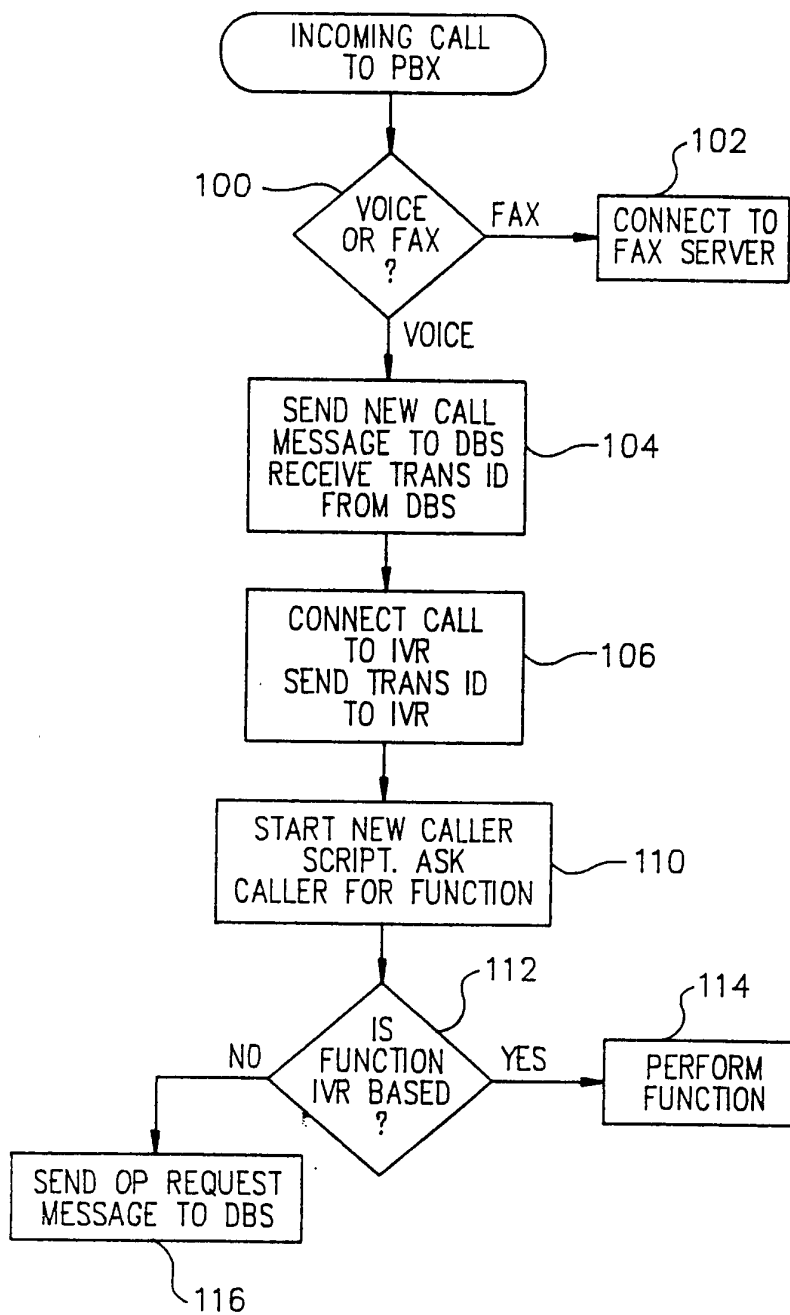 INCOMING CALL
TO PBX
100
VOICE
OR FAX
?
FAX
102
CONNECT TO
FAX SERVER
VOICE
SEND NEW CALL
MESSAGE TO DBS
RECEIVE TRANS ID
FROM DBS
104
CONNECT CALL
TO IVR
SEND TRANS ID
TO IVR
106
START NEW CALLER
SCRIPT. ASK
CALLER FOR FUNCTION
110
112
IS
FUNCTION
IVR BASED
?
NO
YES
114
PERFORM
FUNCTION
SEND OP REQUEST
MESSAGE TO DBS
116